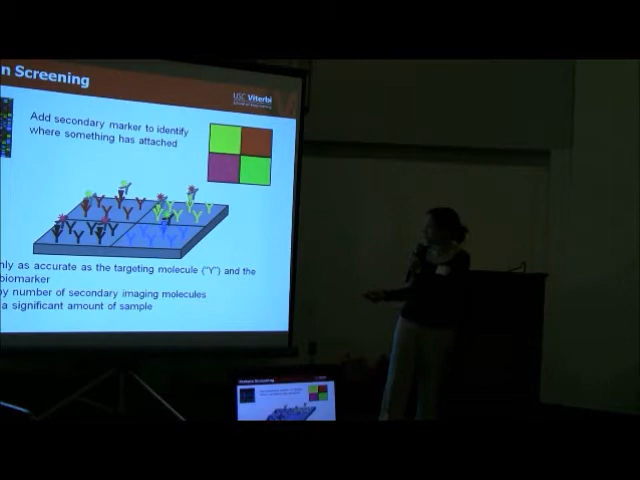 n Screening
USC Viterbi
Add secondary marker to identify
where something has attached
nly as accurate as the targeting molecule ("Y") and the
biomarker
by number of secondary imaging molecules
a significant amount of sample